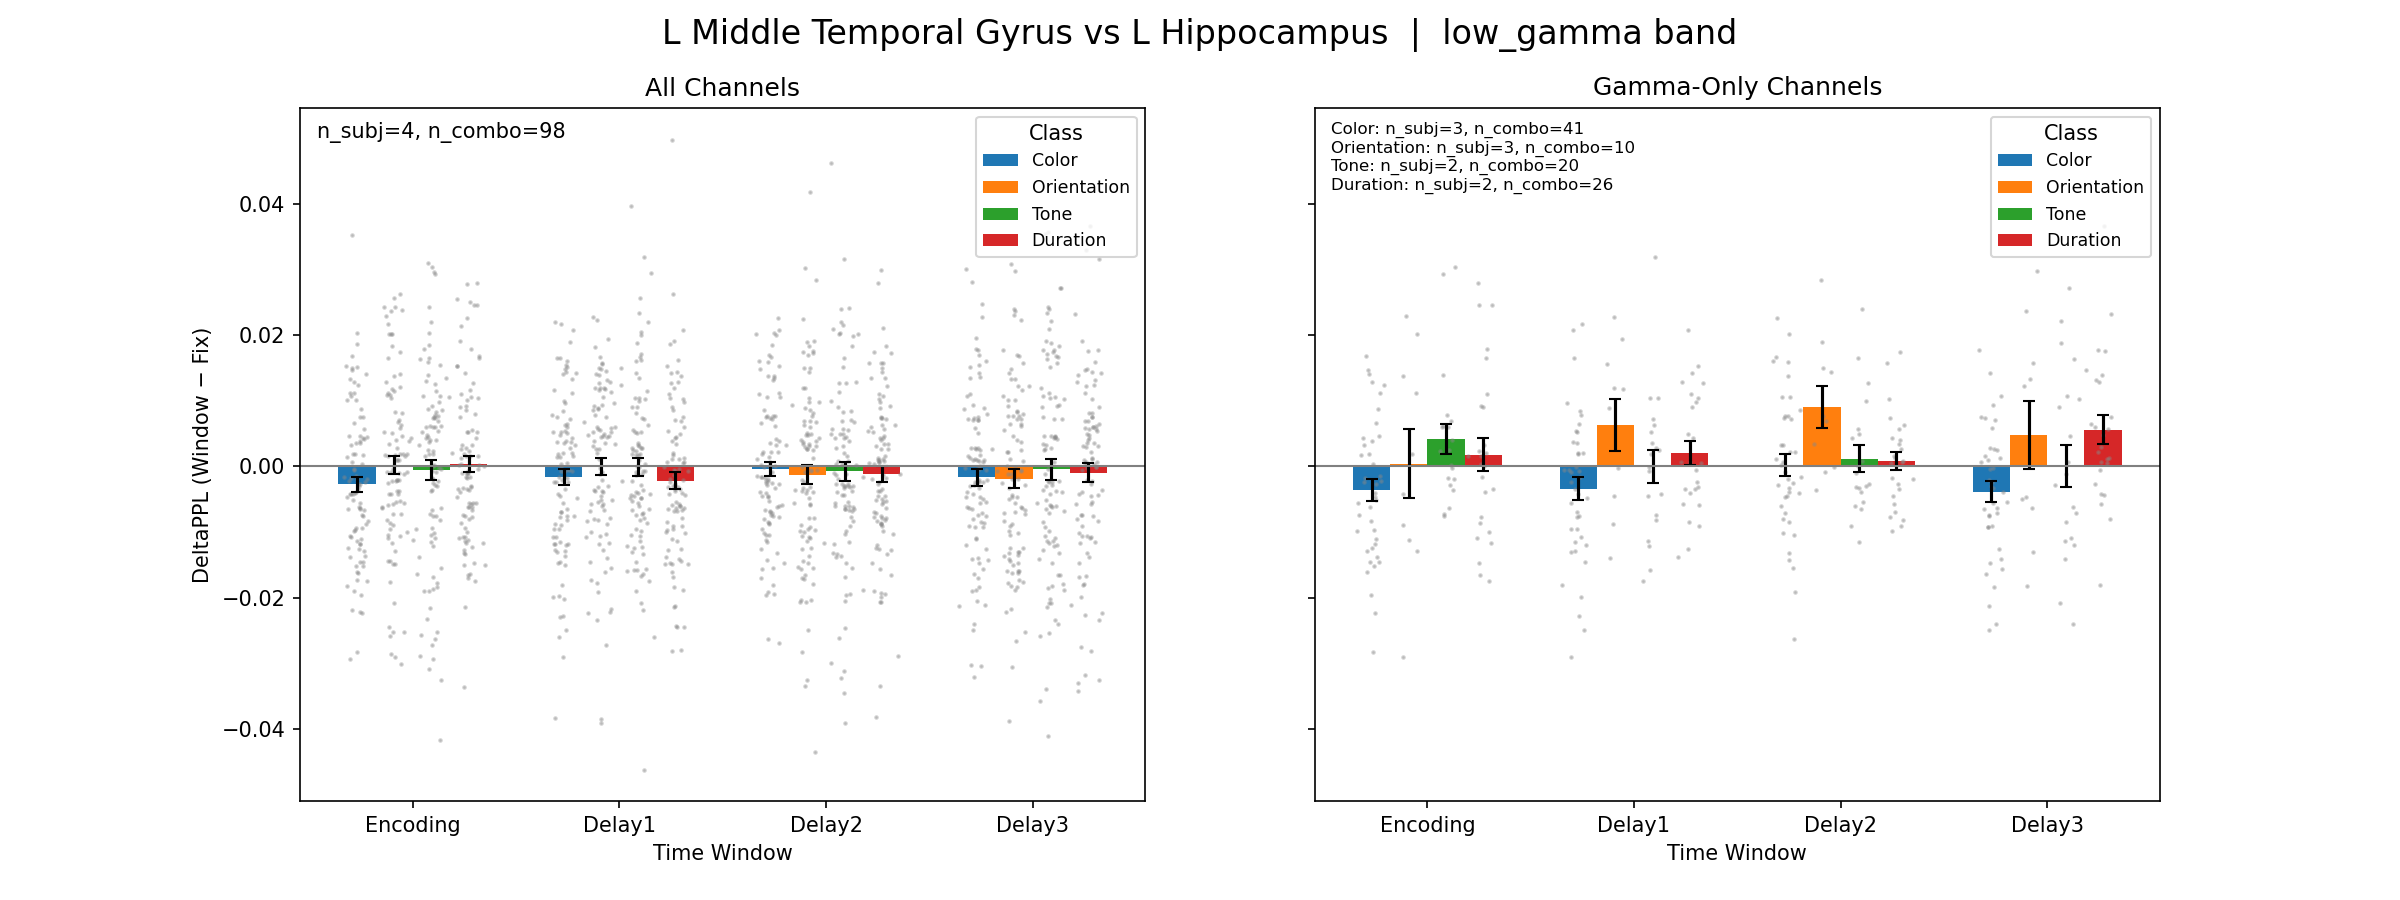 L Middle Temporal Gyrus vs L Hippocampus | low_gamma band
All Channels
n_subj=4, n_combo=98
Class
Color
Orientation
Tone
Duration
DeltaPPL (Window − Fix)
0.04
0.02
0.00
−0.02
−0.04
Encoding
Delay1
Delay2
Delay3
Time Window
Gamma-Only Channels
Color: n_subj=3, n_combo=41
Orientation: n_subj=3, n_combo=10
Tone: n_subj=2, n_combo=20
Duration: n_subj=2, n_combo=26
Class
Color
Orientation
Tone
Duration
Encoding
Delay1
Delay2
Delay3
Time Window